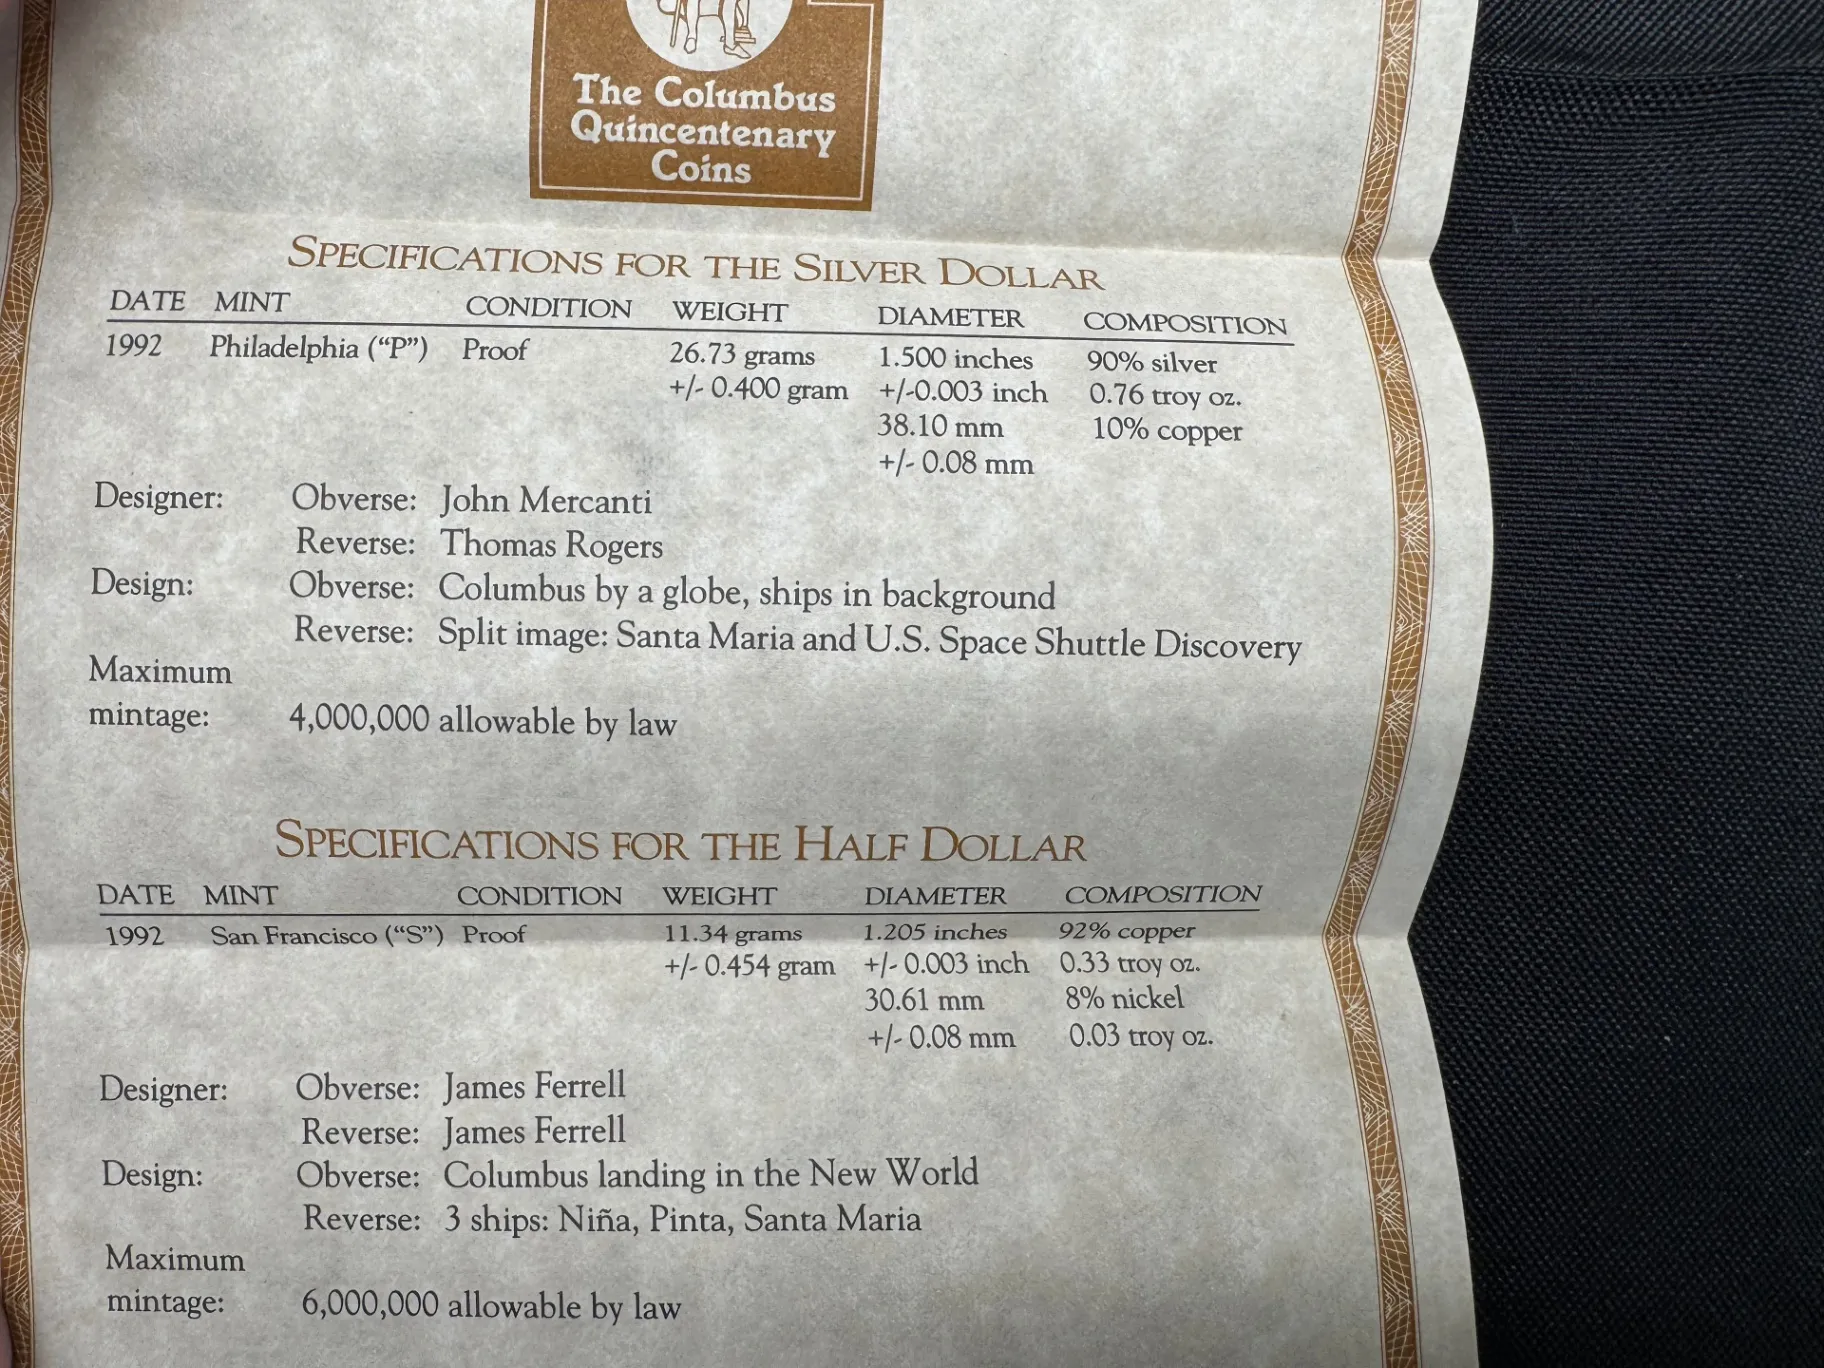 The Columbus
Quincentenary
Coins
SPECIFICATIONS FOR THE SILVER DOLLAR
DATE MINT CONDITION WEIGHT DIAMETER COMPOSITION
1992 Philadelphia (“P”) Proof 26.73 grams 1.500 inches 90% silver
+/- 0.400 gram +/-0.003 inch 0.76 troy oz.
38.10 mm 10% copper
+/- 0.08 mm
Designer: Obverse: John Mercanti
Reverse: Thomas Rogers
Design: Obverse: Columbus by a globe, ships in background
Reverse: Split image: Santa Maria and U.S. Space Shuttle Discovery
Maximum
mintage: 4,000,000 allowable by law
SPECIFICATIONS FOR THE HALF DOLLAR
DATE MINT CONDITION WEIGHT DIAMETER COMPOSITION
1992 San Francisco (“S”) Proof 11.34 grams 1.205 inches 92% copper
+/- 0.454 gram +/- 0.003 inch 0.33 troy oz.
30.61 mm 8% nickel
+/- 0.08 mm 0.03 troy oz.
Designer: Obverse: James Ferrell
Reverse: James Ferrell
Design: Obverse: Columbus landing in the New World
Reverse: 3 ships: Niña, Pinta, Santa Maria
Maximum
mintage: 6,000,000 allowable by law